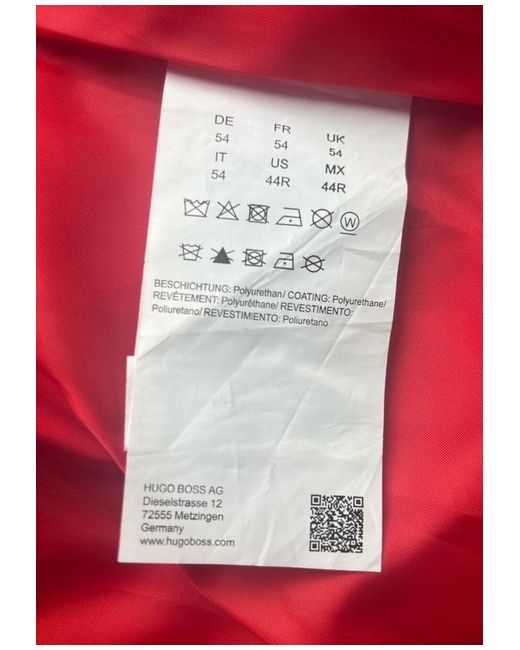 DE FR UK
54 54 54
IT US MX
54 44R 44R
W
BESCHICHTUNG: Polyurethan/ COATING: Polyurethane/
REVÊTEMENT: Polyuréthane/ REVESTIMENTO:
Poliuretano/ REVESTIMIENTO: Poliuretano
HUGO BOSS AG
Dieselstrasse 12
72555 Metzingen
Germany
www.hugoboss.com